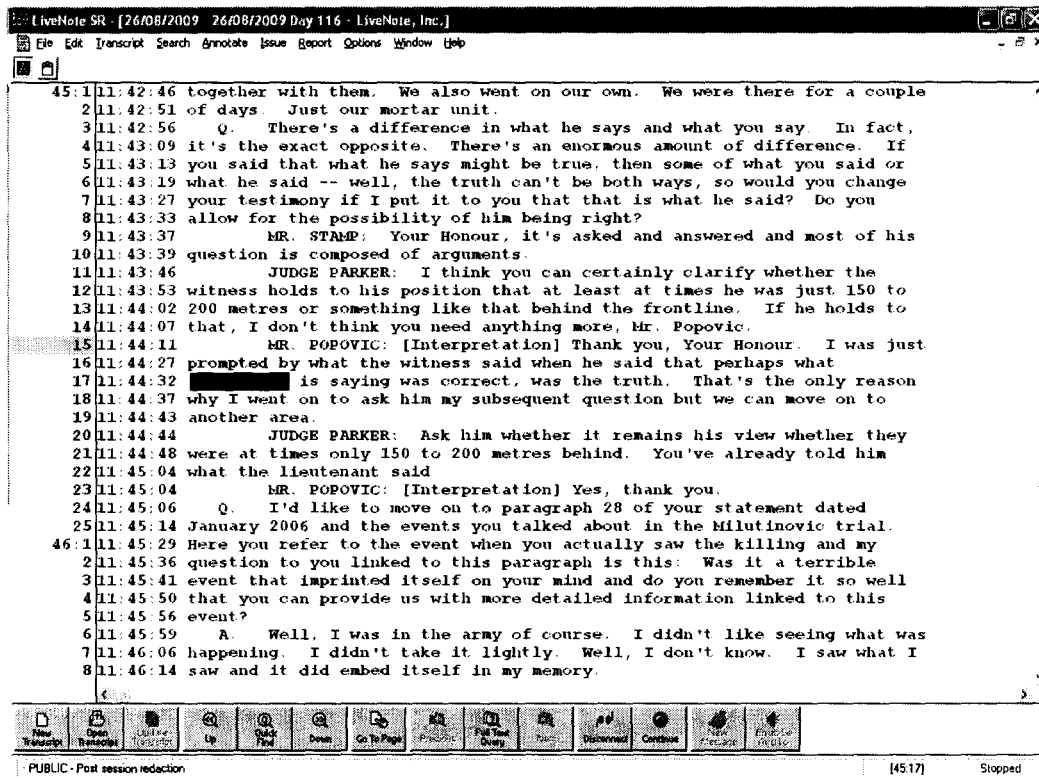 LiveNote SR - [26/08/2009 26/08/2009 Day 116 - LiveNote, Inc.]
File Edit Transcript Search Annotate Issue Report Options Window Help
45:1 11:42:46 together with them. We also went on our own. We were there for a couple
2 11:42:51 of days. Just our mortar unit.
3 11:42:56 Q. There's a difference in what he says and what you say. In fact,
4 11:43:09 it's the exact opposite. There's an enormous amount of difference. If
5 11:43:13 you said that what he says might be true, then some of what you said or
6 11:43:19 what he said -- well, the truth can't be both ways, so would you change
7 11:43:27 your testimony if I put it to you that that is what he said? Do you
8 11:43:33 allow for the possibility of him being right?
9 11:43:37 MR. STAMP: Your Honour, it's asked and answered and most of his
10 11:43:39 question is composed of arguments.
11 11:43:46 JUDGE PARKER: I think you can certainly clarify whether the
12 11:43:53 witness holds to his position that at least at times he was just 150 to
13 11:44:02 200 metres or something like that behind the frontline. If he holds to
14 11:44:07 that, I don't think you need anything more, Mr. Popovic.
15 11:44:11 MR. POPOVIC: [Interpretation] Thank you, Your Honour. I was just
16 11:44:27 prompted by what the witness said when he said that perhaps what
17 11:44:32 is saying was correct, was the truth. That's the only reason
18 11:44:37 why I went on to ask him my subsequent question but we can move on to
19 11:44:43 another area.
20 11:44:44 JUDGE PARKER: Ask him whether it remains his view whether they
21 11:44:48 were at times only 150 to 200 metres behind. You've already told him
22 11:45:04 what the lieutenant said
23 11:45:04 MR. POPOVIC: [Interpretation] Yes, thank you.
24 11:45:06 Q. I'd like to move on to paragraph 28 of your statement dated
25 11:45:14 January 2006 and the events you talked about in the Milutinovic trial.
46:1 11:45:29 Here you refer to the event when you actually saw the killing and my
2 11:45:36 question to you linked to this paragraph is this: Was it a terrible
3 11:45:41 event that imprinted itself on your mind and do you remember it so well
4 11:45:50 that you can provide us with more detailed information linked to this
5 11:45:56 event?
6 11:45:59 A. Well, I was in the army of course. I didn't like seeing what was
7 11:46:06 happening. I didn't take it lightly. Well, I don't know. I saw what I
8 11:46:14 saw and it did embed itself in my memory.
New Transcript Open Transcript Up Quick Find Down Go To Page Full Text Query Disconnect Continue
PUBLIC - Post session redaction [45:17] Stopped